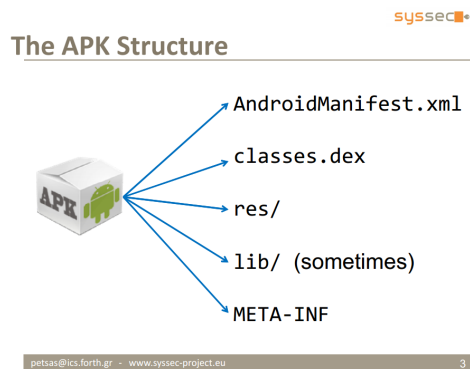 syssec
The APK Structure
AndroidManifest.xml
classes.dex
APK
res/
lib/ (sometimes)
META-INF
petsas@ics.forth.gr - www.syssec-project.eu
3